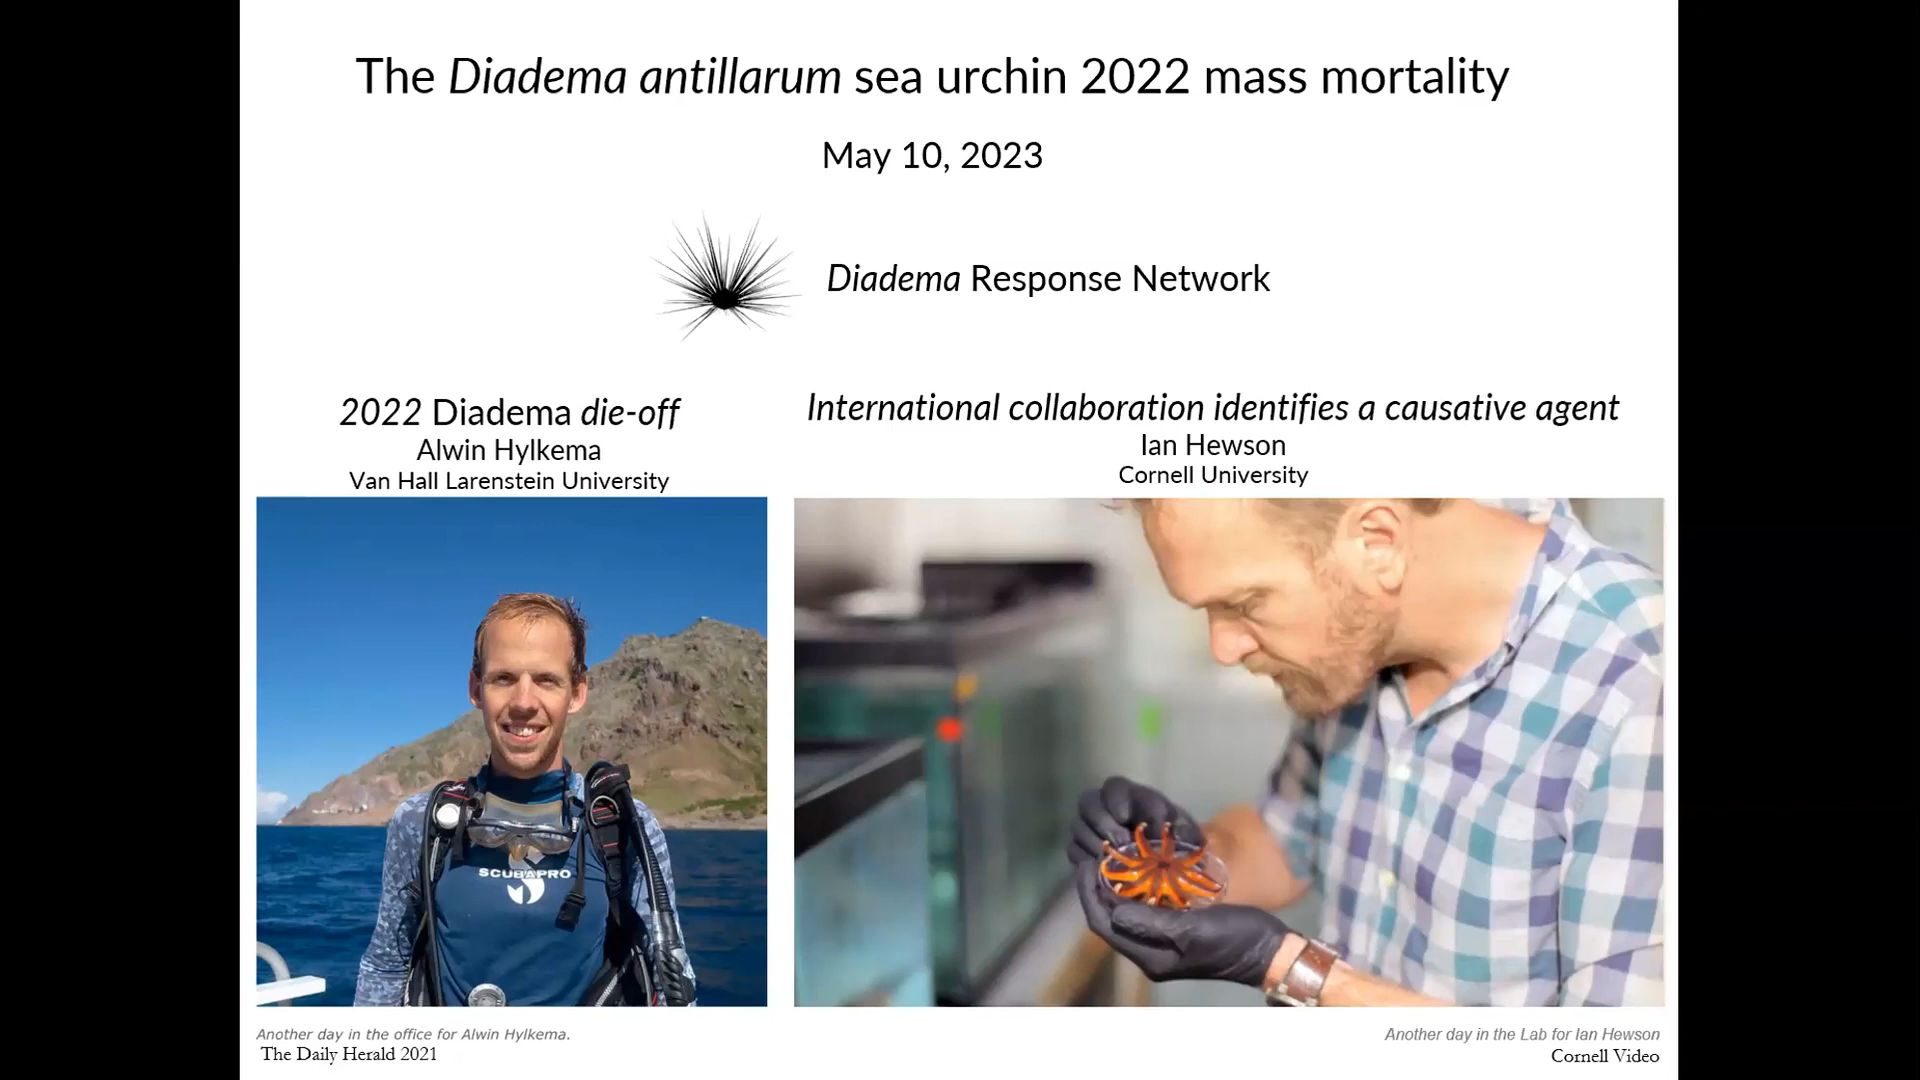 The Diadema antillarum sea urchin 2022 mass mortality
May 10, 2023
Diadema Response Network
2022 Diadema die-off
Alwin Hylkema
Van Hall Larenstein University
International collaboration identifies a causative agent
Ian Hewson
Cornell University
SCUBAPRO
Another day in the office for Alwin Hylkema.
The Daily Herald 2021
Another day in the Lab for Ian Hewson
Cornell Video